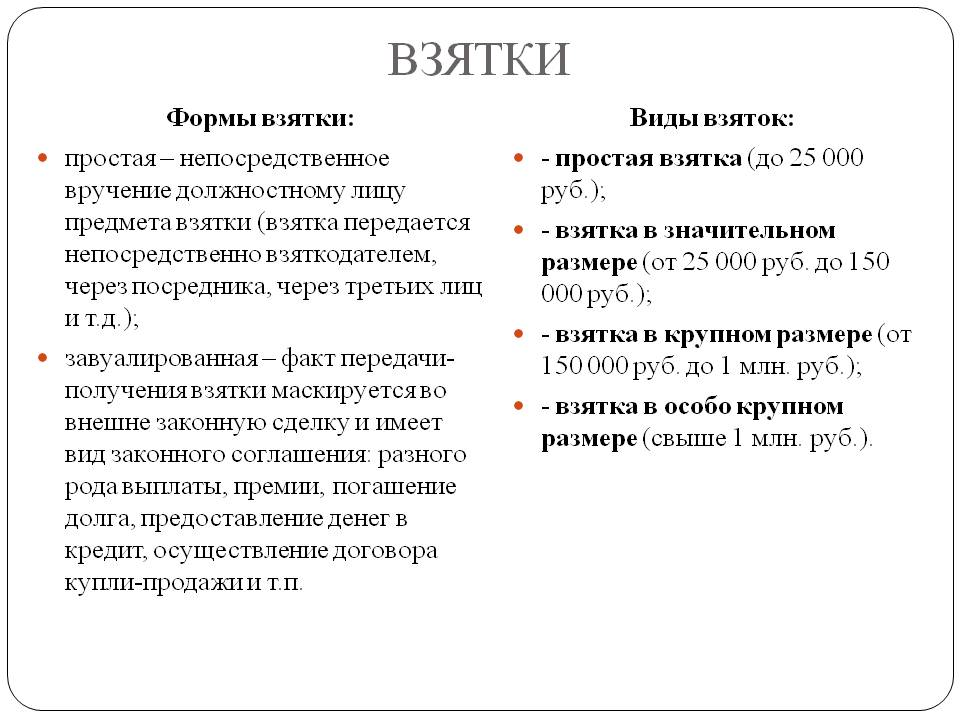 ВЗЯТКИ
Формы взятки:
простая – непосредственное
вручение должностному лицу
предмета взятки (взятка передается
непосредственно взяткодателем,
через посредника, через третьих лиц
и т.д.);
завуалированная – факт передачи-
получения взятки маскируется во
внешне законную сделку и имеет
вид законного соглашения: разного
рода выплаты, премии, погашение
долга, предоставление денег в
кредит, осуществление договора
купли-продажи и т.п.
Виды взяток:
- простая взятка (до 25 000
руб.);
- взятка в значительном
размере (от 25 000 руб. до 150
000 руб.);
- взятка в крупном размере (от
150 000 руб. до 1 млн. руб.);
- взятка в особо крупном
размере (свыше 1 млн. руб.).